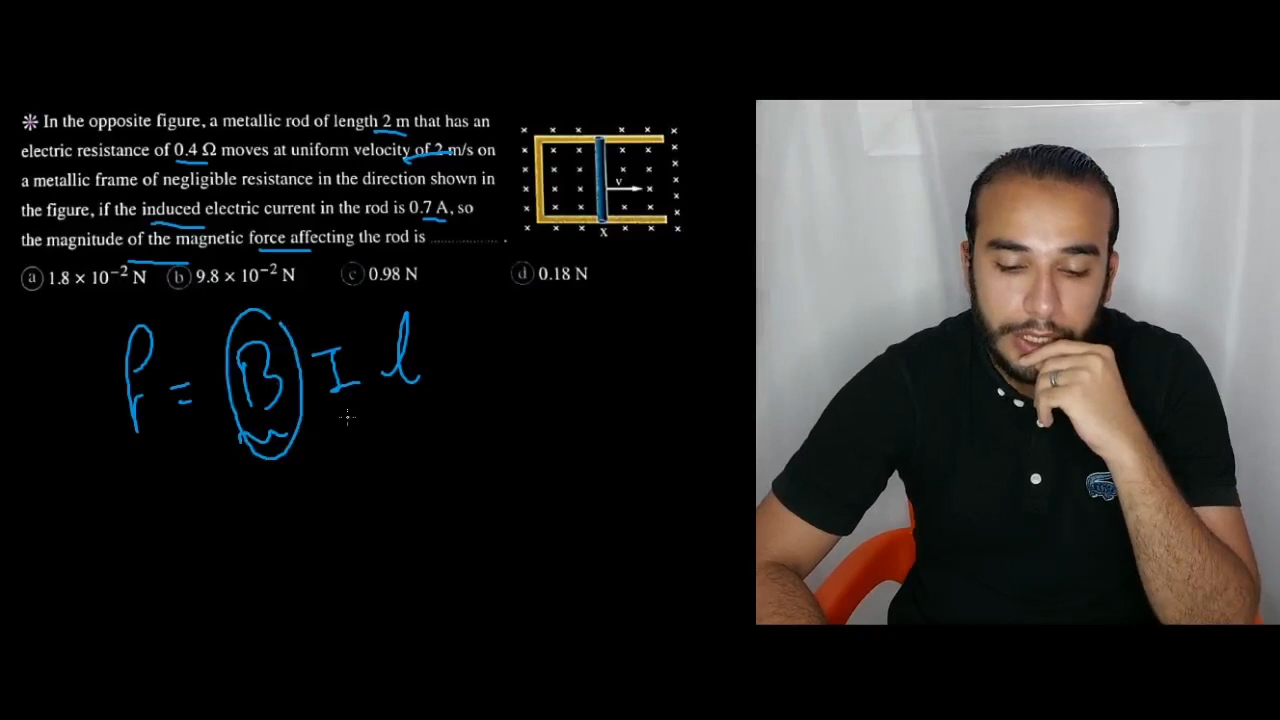 In the opposite figure, a metallic rod of length 2 m that has an
electric resistance of 0.4 Ω moves at uniform velocity of 2 m/s on
a metallic frame of negligible resistance in the direction shown in
the figure, if the induced electric current in the rod is 0.7 A, so
the magnitude of the magnetic force affecting the rod is .................. .
a 1.8 × 10⁻² N b 9.8 × 10⁻² N c 0.98 N d 0.18 N
v
x
F = B I l